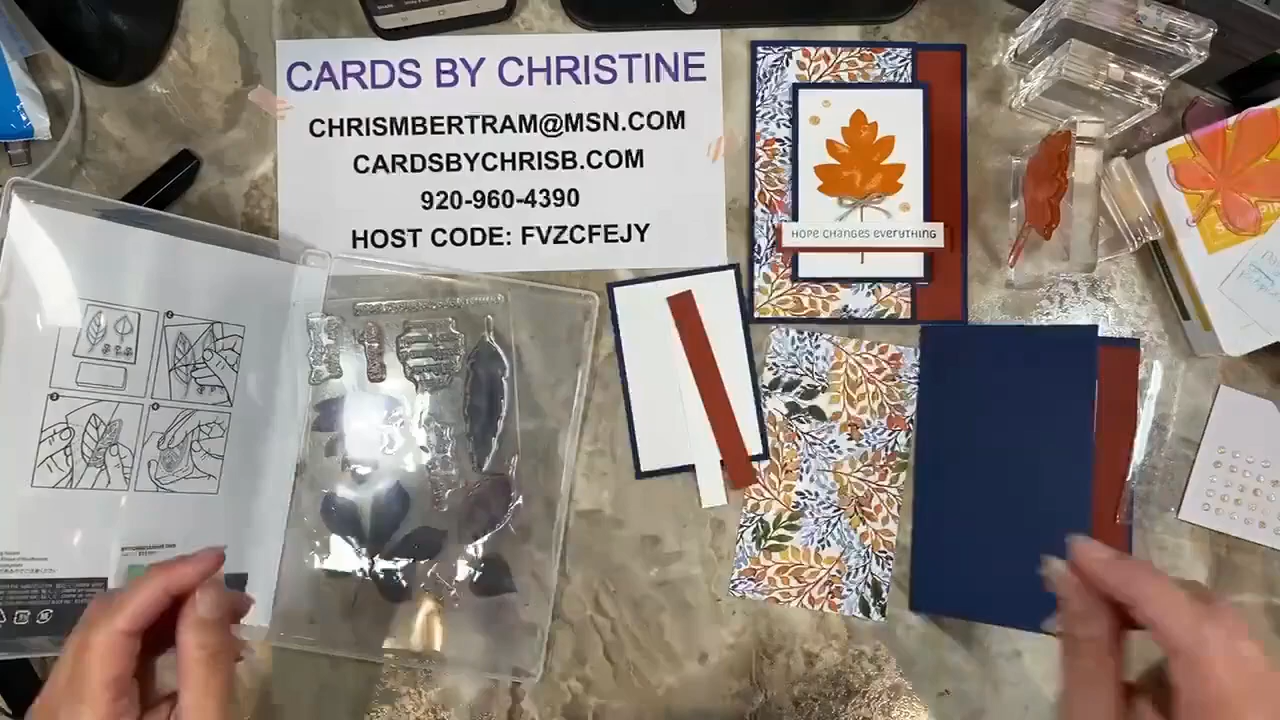 CARDS BY CHRISTINE
CHRISMBERTRAM@MSN.COM
CARDSBYCHRISB.COM
920-960-4390
HOST CODE: FVZCFEJY
HOPE CHANGES EVERYTHING